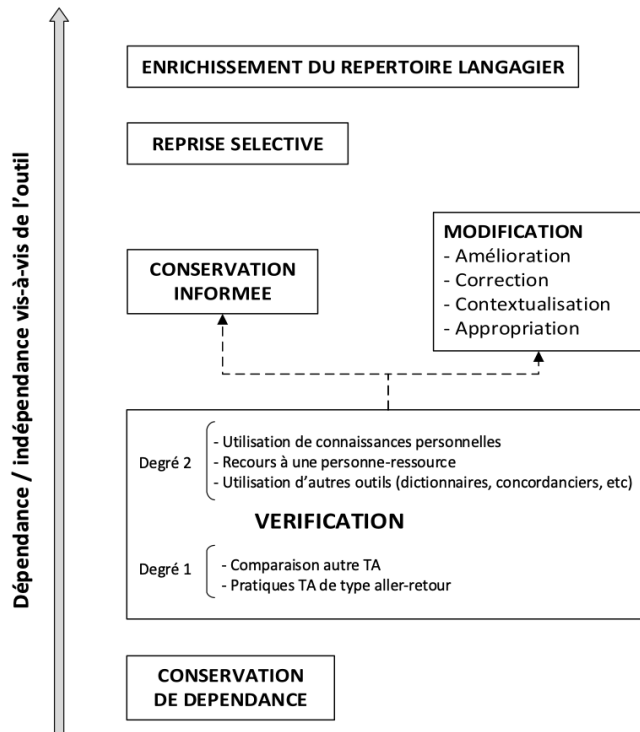 Dépendance / indépendance vis-à-vis de l'outil
ENRICHISSEMENT DU REPERTOIRE LANGAGIER
REPRISE SELECTIVE
CONSERVATION
INFORMEE
MODIFICATION
- Amélioration
- Correction
- Contextualisation
- Appropriation
Degré 2
- Utilisation de connaissances personnelles
- Recours à une personne-ressource
- Utilisation d'autres outils (dictionnaires, concordanciers, etc)
VERIFICATION
Degré 1
- Comparaison autre TA
- Pratiques TA de type aller-retour
CONSERVATION
DE DEPENDANCE